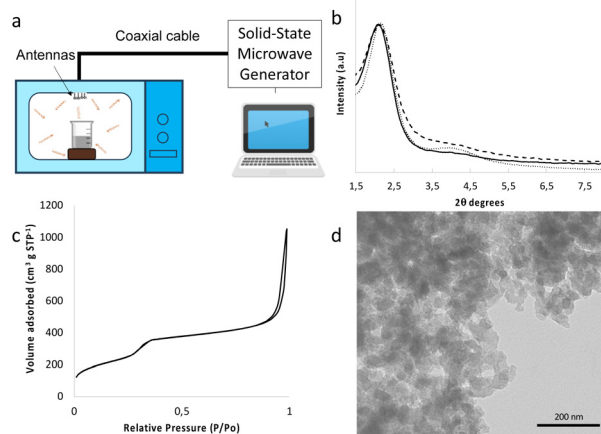 a
Antennas
Coaxial cable
Solid-State
Microwave
Generator
b
Intensity (a.u)
1,5 2,5 3,5 4,5 5,5 6,5 7,5
2θ degrees
c
Volume adsorbed (cm³ g STP⁻¹)
1200
1000
800
600
400
200
0
0 0,5 1
Relative Pressure (P/Po)
d
200 nm